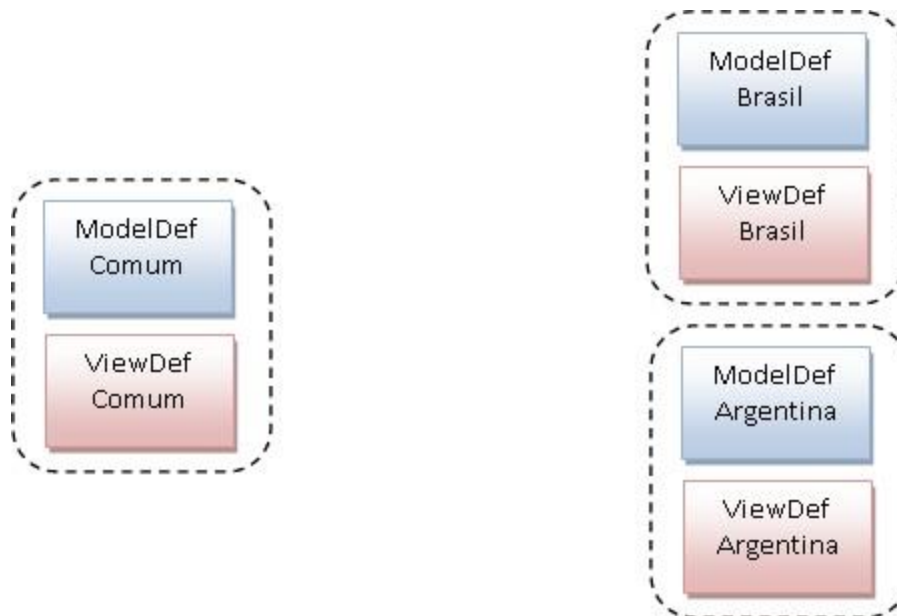 ModelDef
Comum
ViewDef
Comum
ModelDef
Brasil
ViewDef
Brasil
ModelDef
Argentina
ViewDef
Argentina